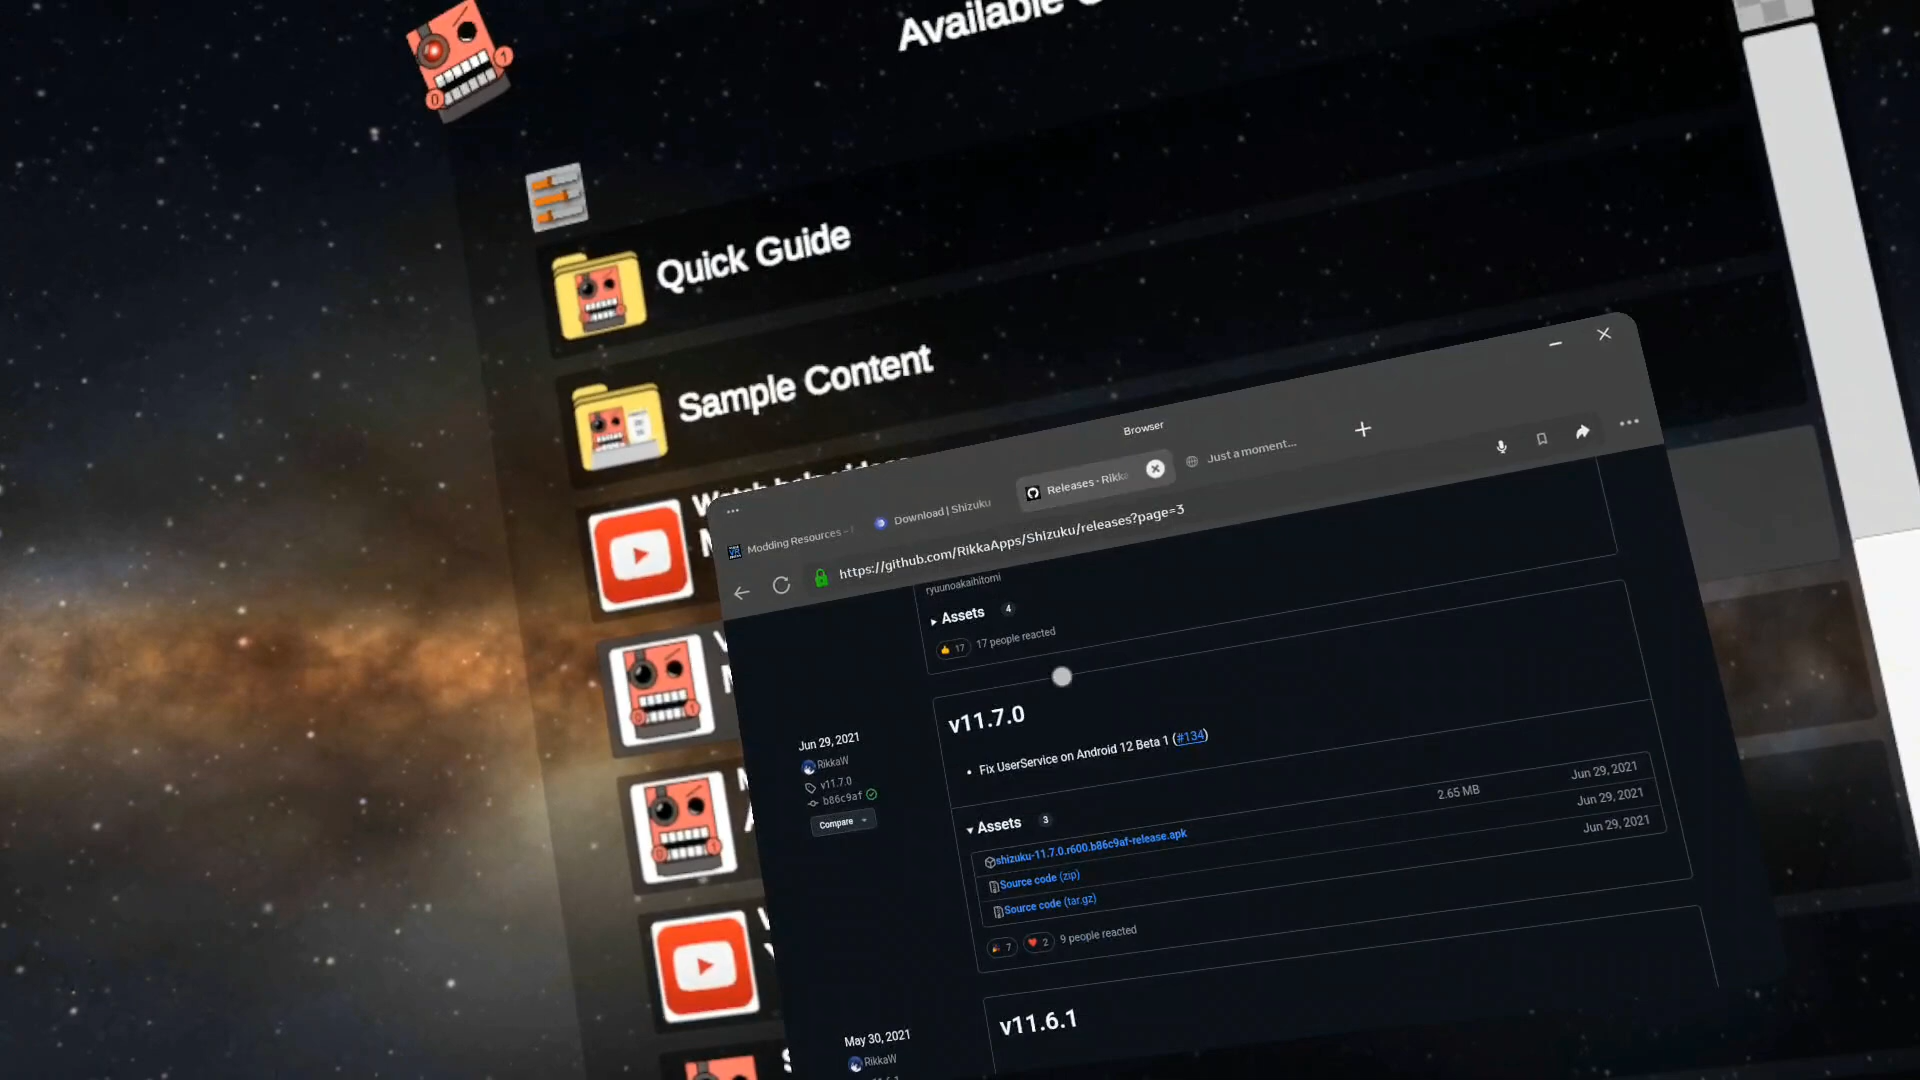 Available
Quick Guide
Sample Content
Browser
Modding Resources -
Download | Shizuku
Releases · Rikka
Just a moment...
https://github.com/RikkaApps/Shizuku/releases?page=3
ryuunoakaihitomi
Assets 4
17 17 people reacted
Jun 29, 2021
RikkaW
v11.7.0
b86c9af
Compare
v11.7.0
• Fix UserService on Android 12 Beta 1 (#134)
Assets 3
shizuku-11.7.0.r600.b86c9af-release.apk 2.65 MB Jun 29, 2021
Source code (zip) Jun 29, 2021
Source code (tar.gz) Jun 29, 2021
7 2 9 people reacted
May 30, 2021
RikkaW
v11.6.1